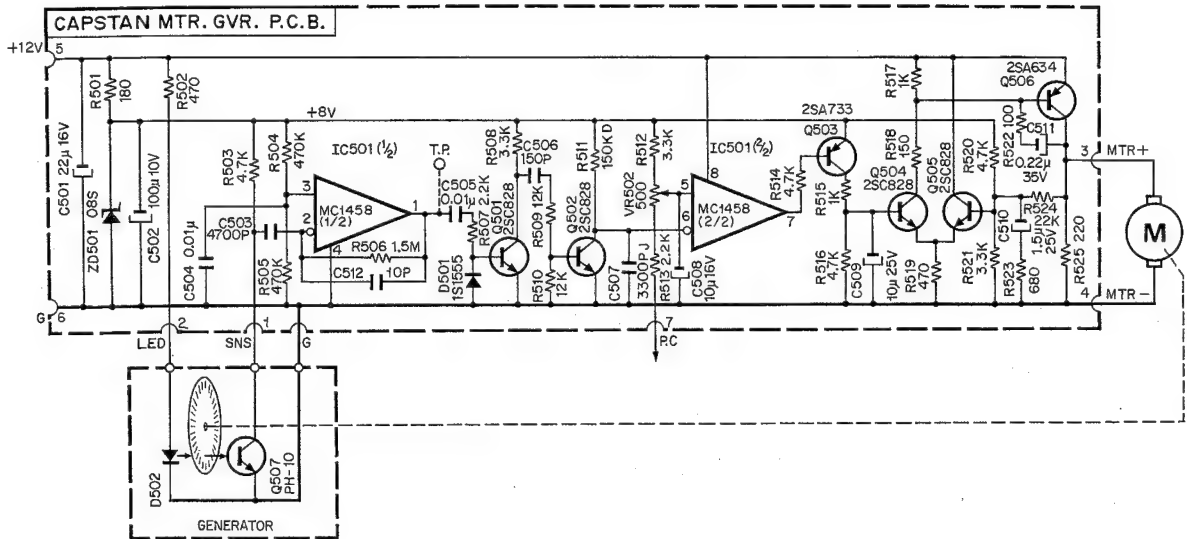 CAPSTAN MTR. GVR. P.C.B.
+12V 5
R501
180
R502
470
+8V
C501 22μ 16V
ZD501 08S
C502 100μ 10V
C504 0.01μ
R503
4.7K
C503
4700P
R504
470K
R505
470K
IC501 (1/2)
3
2
1
4
MC1458
(1/2)
R506 1.5M
C512 10P
T.P.
C505
0.01μ
R507 2.2K
D501
1S1555
R508
3.3K
Q501
2SC828
C506
150P
R509 12K
R510
12K
R511
150K D
Q502
2SC828
C507
3300P J
R512
3.3K
VR502
500
R513 2.2K
C508
10μ 16V
IC501 (2/2)
8
5
6
7
MC1458
(2/2)
R514
4.7K
2SA733
Q503
R515
1K
R516
4.7K
C509
10μ 25V
R517
1K
R518
150
Q504
2SC828
R519
470
Q505
2SC828
R520
4.7K
R521
3.3K
2SA634
Q506
R522 100
C511
0.22μ
35V
R524
22K
C510
1.5μ
25V
R523
680
R525 220
3 MTR+
M
4 MTR-
G 6
2
LED
1
SNS
G
7
P.C
D502
Q507
PH-10
GENERATOR